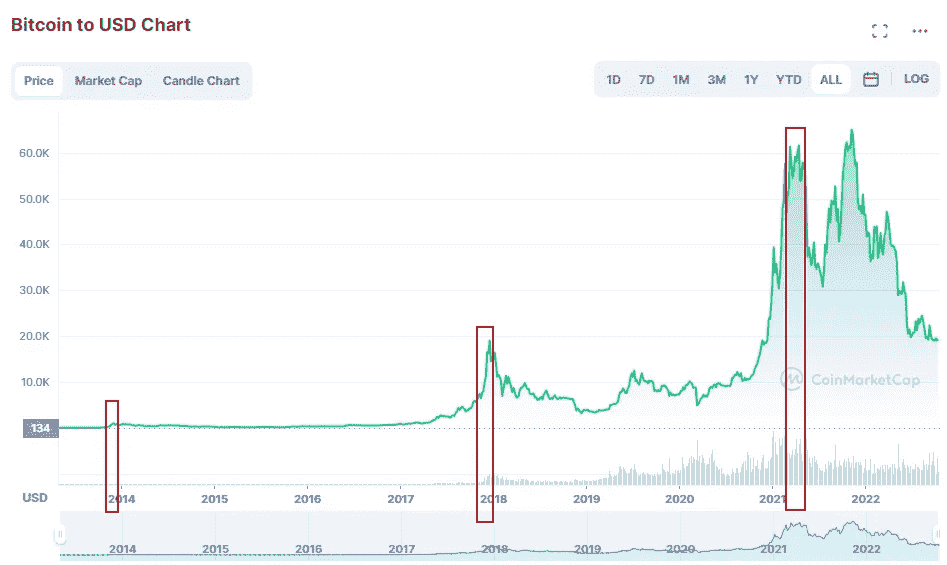 Bitcoin to USD Chart
Price Market Cap Candle Chart 1D 7D 1M 3M 1Y YTD ALL LOG
60.0K
50.0K
40.0K
30.0K
20.0K
10.0K
CoinMarketCap
134
USD 2014 2015 2016 2017 2018 2019 2020 2021 2022
2014 2015 2016 2017 2018 2019 2020 2021 2022